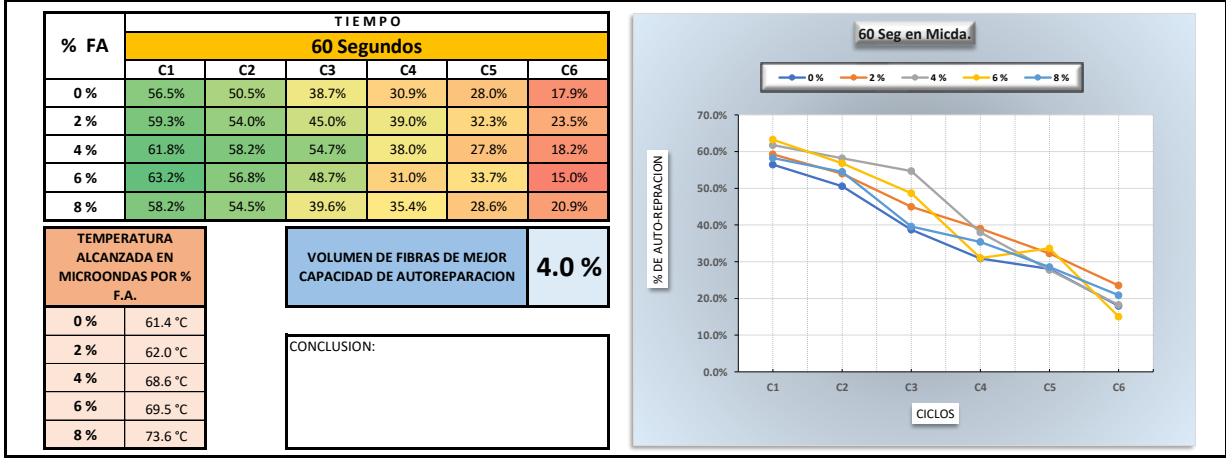 % FA
TIEMPO
60 Segundos
C1 C2 C3 C4 C5 C6
0 % 56.5% 50.5% 38.7% 30.9% 28.0% 17.9%
2 % 59.3% 54.0% 45.0% 39.0% 32.3% 23.5%
4 % 61.8% 58.2% 54.7% 38.0% 27.8% 18.2%
6 % 63.2% 56.8% 48.7% 31.0% 33.7% 15.0%
8 % 58.2% 54.5% 39.6% 35.4% 28.6% 20.9%
TEMPERATURA
ALCANZADA EN
MICROONDAS POR %
F.A.
0 % 61.4 °C
2 % 62.0 °C
4 % 68.6 °C
6 % 69.5 °C
8 % 73.6 °C
VOLUMEN DE FIBRAS DE MEJOR
CAPACIDAD DE AUTOREPARACION
4.0 %
CONCLUSION:
60 Seg en Micda.
0 % 2 % 4 % 6 % 8 %
% DE AUTO-REPRACION
70.0%
60.0%
50.0%
40.0%
30.0%
20.0%
10.0%
0.0%
C1 C2 C3 C4 C5 C6
CICLOS